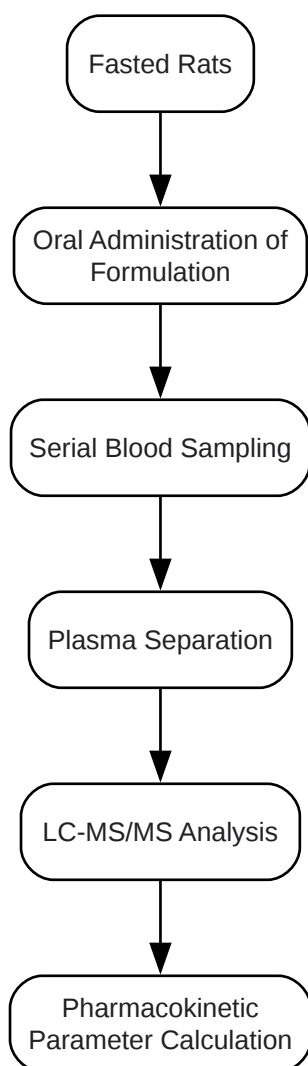 Fasted Rats
Oral Administration of
Formulation
Serial Blood Sampling
Plasma Separation
LC-MS/MS Analysis
Pharmacokinetic
Parameter Calculation